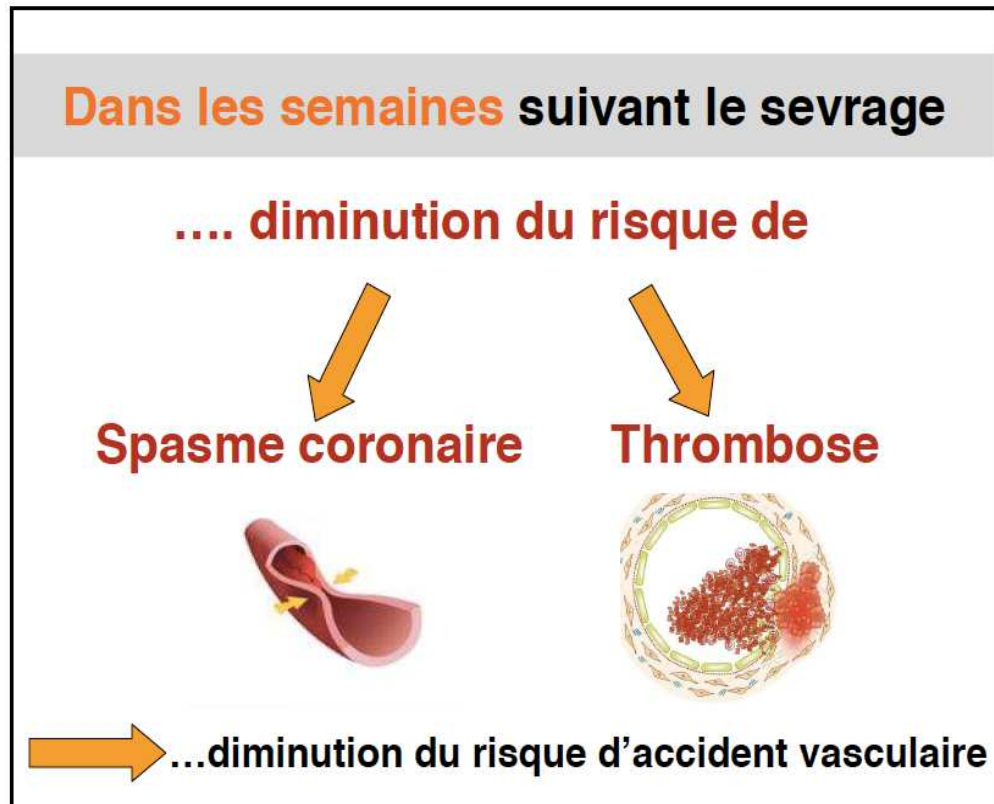 Dans les semaines suivant le sevrage
.... diminution du risque de
Spasme coronaire
Thrombose
...diminution du risque d’accident vasculaire